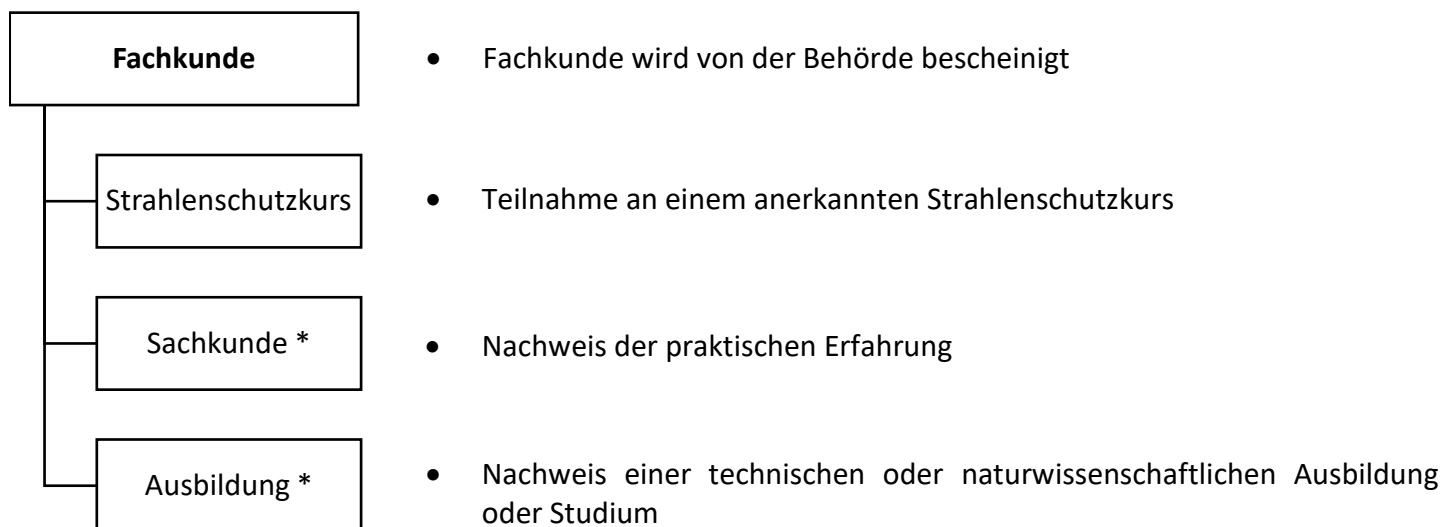 Fachkunde
• Fachkunde wird von der Behörde bescheinigt
Strahlenschutzkurs
• Teilnahme an einem anerkannten Strahlenschutzkurs
Sachkunde *
• Nachweis der praktischen Erfahrung
Ausbildung *
• Nachweis einer technischen oder naturwissenschaftlichen Ausbildung
oder Studium